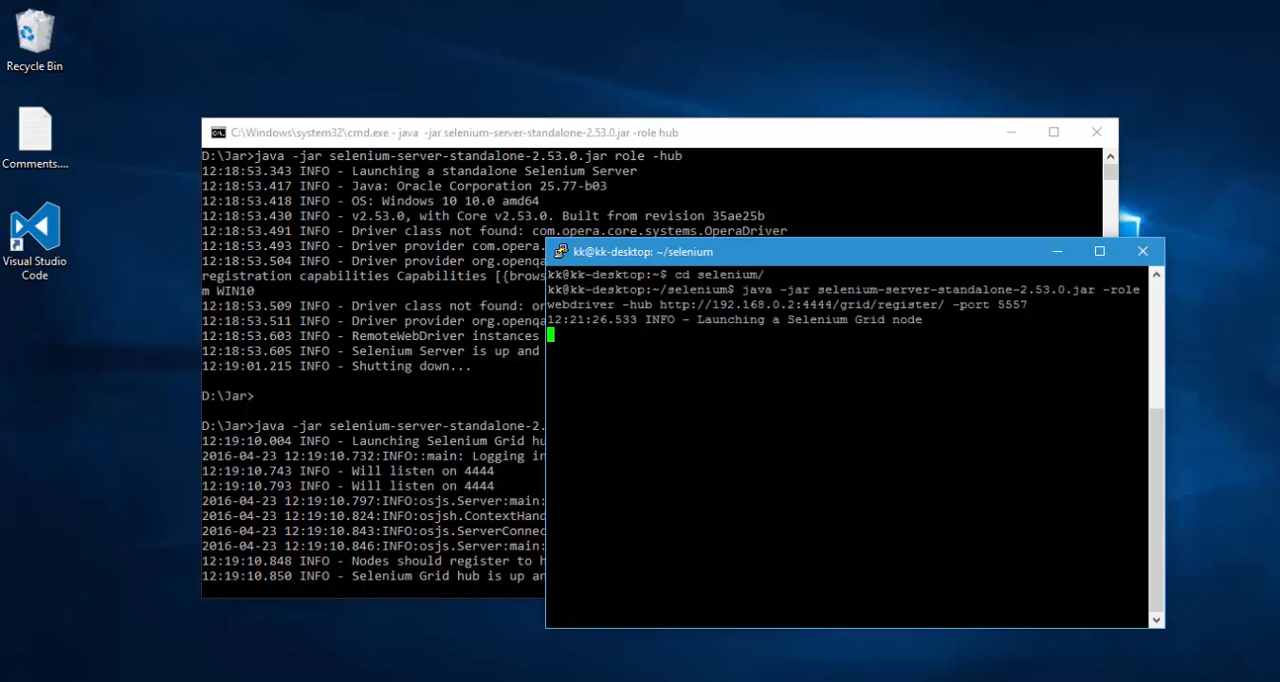 Recycle Bin
Comments....
Visual Studio
Code
C:\Windows\system32\cmd.exe - java -jar selenium-server-standalone-2.53.0.jar -role hub
D:\Jar>java -jar selenium-server-standalone-2.53.0.jar role -hub
12:18:53.343 INFO - Launching a standalone Selenium Server
12:18:53.417 INFO - Java: Oracle Corporation 25.77-b03
12:18:53.418 INFO - OS: Windows 10 10.0 amd64
12:18:53.430 INFO - v2.53.0, with Core v2.53.0. Built from revision 35ae25b
12:18:53.491 INFO - Driver class not found: com.opera.core.systems.OperaDriver
12:18:53.493 INFO - Driver provider com.opera.
12:18:53.504 INFO - Driver provider org.openqa
registration capabilities Capabilities [{brows
m WIN10
12:18:53.509 INFO - Driver class not found: or
12:18:53.511 INFO - Driver provider org.openqa
12:18:53.603 INFO - RemoteWebDriver instances
12:18:53.605 INFO - Selenium Server is up and
12:19:01.215 INFO - Shutting down...
D:\Jar>
D:\Jar>java -jar selenium-server-standalone-2.
12:19:10.004 INFO - Launching Selenium Grid hu
2016-04-23 12:19:10.732:INFO::main: Logging in
12:19:10.743 INFO - Will listen on 4444
12:19:10.793 INFO - Will listen on 4444
2016-04-23 12:19:10.797:INFO:osjs.Server:main:
2016-04-23 12:19:10.824:INFO:osjsh.ContextHand
2016-04-23 12:19:10.843:INFO:osjs.ServerConnec
2016-04-23 12:19:10.846:INFO:osjs.Server:main:
12:19:10.848 INFO - Nodes should register to h
12:19:10.850 INFO - Selenium Grid hub is up an
kk@kk-desktop: ~/selenium
kk@kk-desktop:~$ cd selenium/
kk@kk-desktop:~/selenium$ java -jar selenium-server-standalone-2.53.0.jar -role
webdriver -hub http://192.168.0.2:4444/grid/register/ -port 5557
12:21:26.533 INFO - Launching a Selenium Grid node